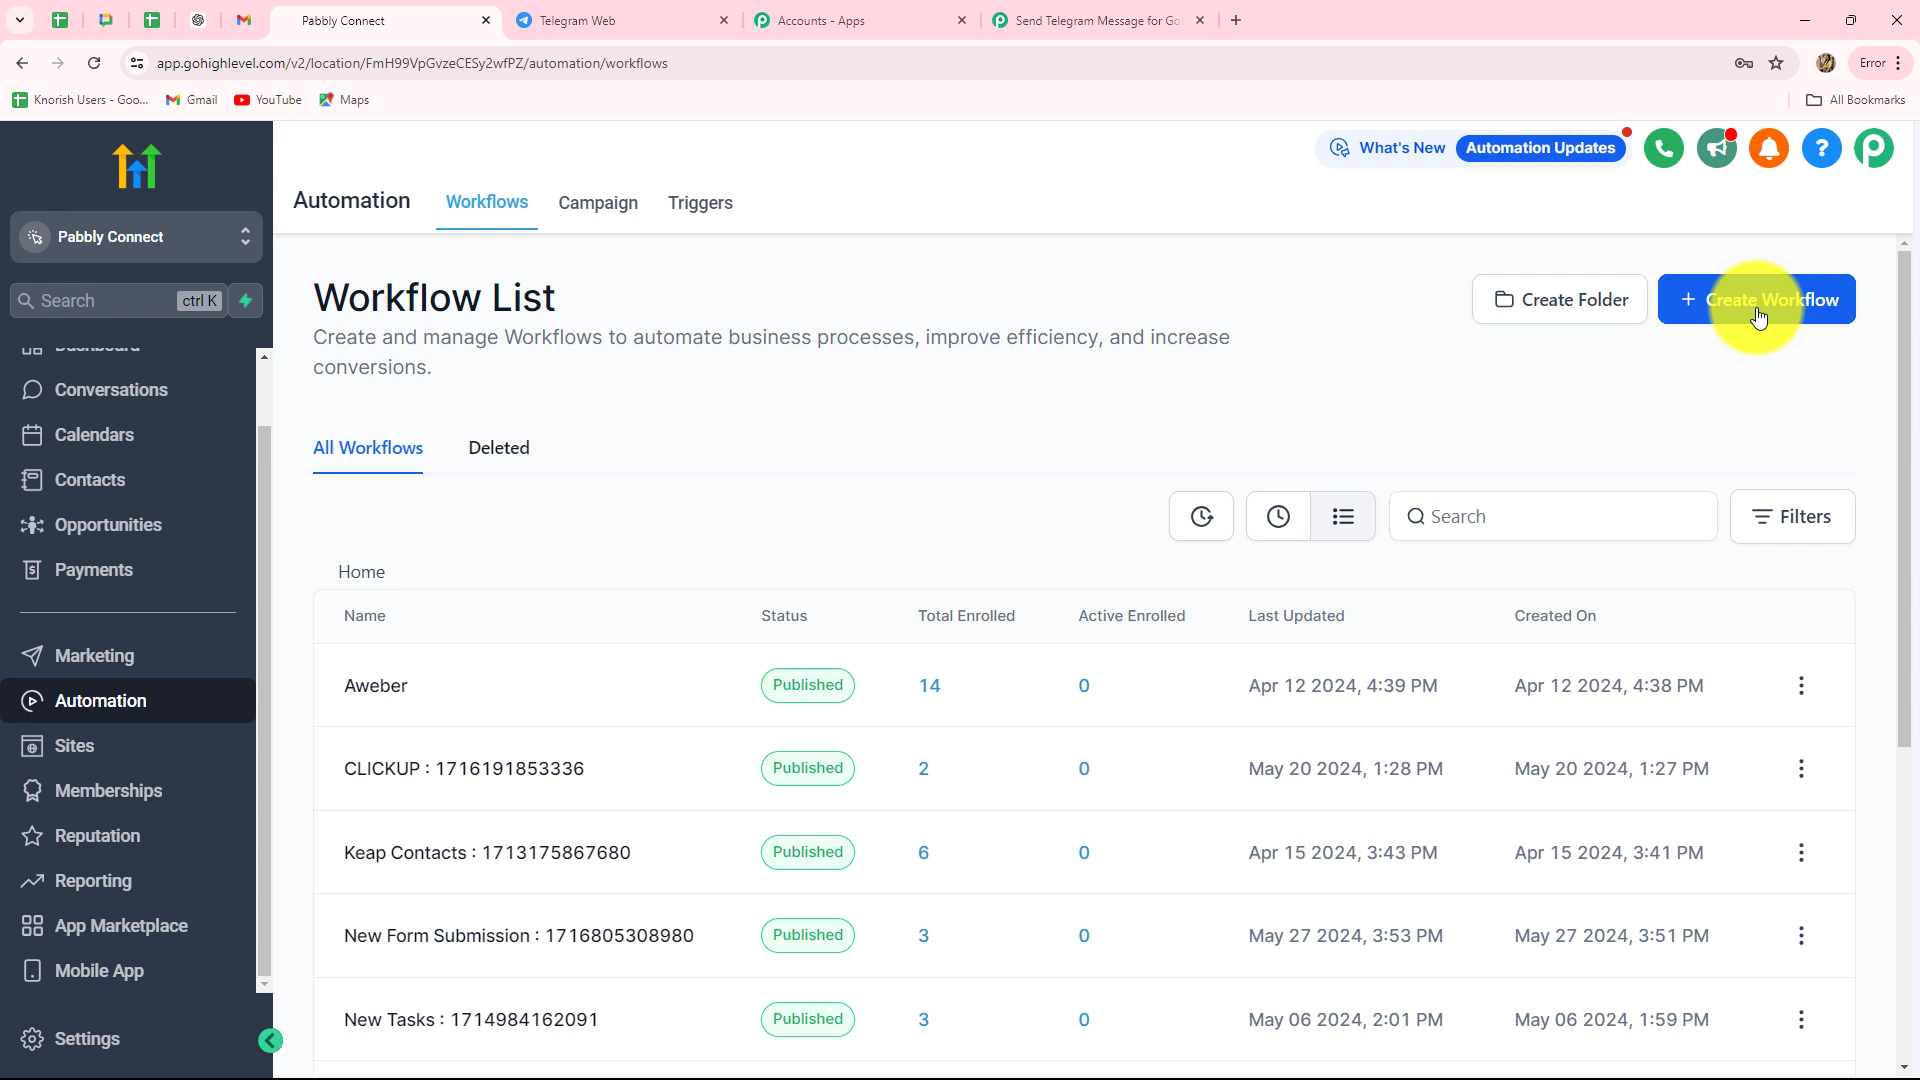 Pabbly Connect
Telegram Web
Accounts - Apps
Send Telegram Message for Gol
app.gohighlevel.com/v2/location/FmH99VpGvzeCESy2wfPZ/automation/workflows
Error
Knorish Users - Goo...
Gmail
YouTube
Maps
All Bookmarks
What's New
Automation Updates
Automation
Workflows
Campaign
Triggers
Pabbly Connect
Search
ctrl K
Dashboard
Conversations
Calendars
Contacts
Opportunities
Payments
Marketing
Automation
Sites
Memberships
Reputation
Reporting
App Marketplace
Mobile App
Settings
Workflow List
Create Folder
+ Create Workflow
Create and manage Workflows to automate business processes, improve efficiency, and increase
conversions.
All Workflows
Deleted
Search
Filters
Home
Name Status Total Enrolled Active Enrolled Last Updated Created On
Aweber Published 14 0 Apr 12 2024, 4:39 PM Apr 12 2024, 4:38 PM
CLICKUP : 1716191853336 Published 2 0 May 20 2024, 1:28 PM May 20 2024, 1:27 PM
Keap Contacts : 1713175867680 Published 6 0 Apr 15 2024, 3:43 PM Apr 15 2024, 3:41 PM
New Form Submission : 1716805308980 Published 3 0 May 27 2024, 3:53 PM May 27 2024, 3:51 PM
New Tasks : 1714984162091 Published 3 0 May 06 2024, 2:01 PM May 06 2024, 1:59 PM